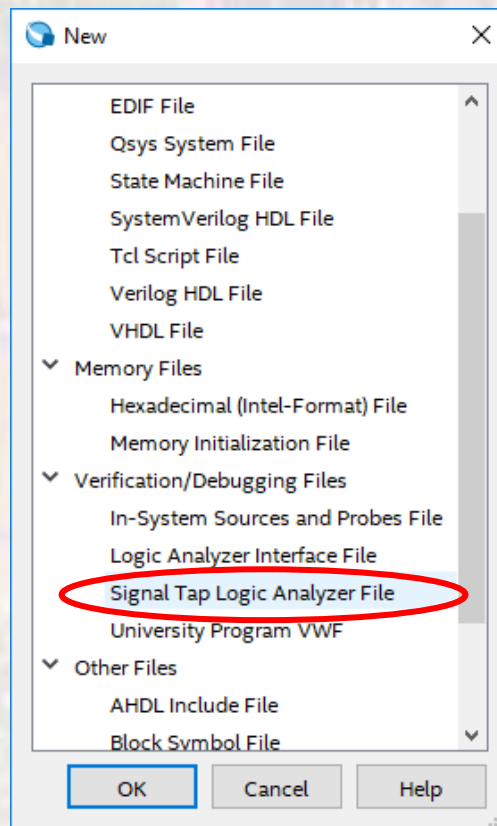 New
EDIF File
Qsys System File
State Machine File
SystemVerilog HDL File
Tcl Script File
Verilog HDL File
VHDL File
Memory Files
Hexadecimal (Intel-Format) File
Memory Initialization File
Verification/Debugging Files
In-System Sources and Probes File
Logic Analyzer Interface File
Signal Tap Logic Analyzer File
University Program VWF
Other Files
AHDL Include File
Block Symbol File
OK Cancel Help